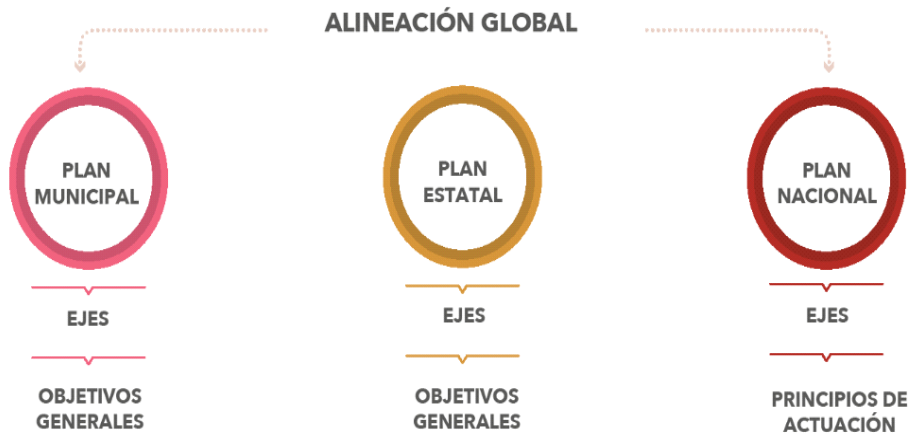 ALINEACIÓN GLOBAL
PLAN
MUNICIPAL
EJES
OBJETIVOS
GENERALES
PLAN
ESTATAL
EJES
OBJETIVOS
GENERALES
PLAN
NACIONAL
EJES
PRINCIPIOS DE
ACTUACIÓN